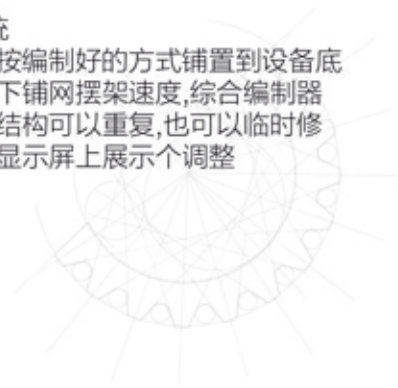 统
按编制好的方式铺置到设备底
下铺网摆架速度,综合编制器
结构可以重复,也可以临时修
显示屏上展示个调整